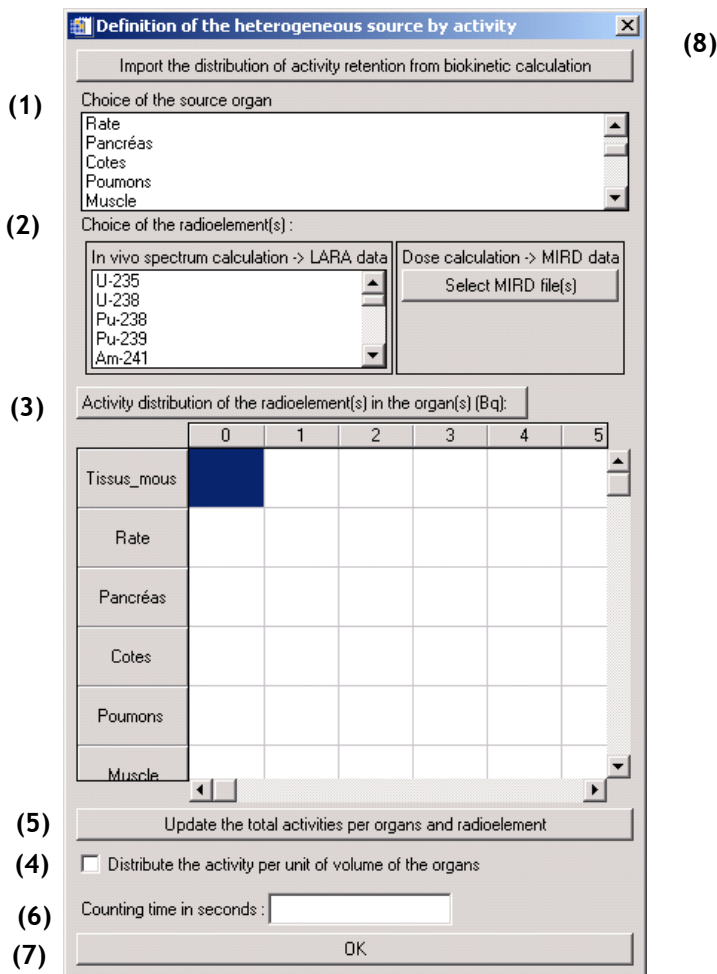 Definition of the heterogeneous source by activity
(8)
Import the distribution of activity retention from biokinetic calculation
(1)
Choice of the source organ
Rate
Pancréas
Cotes
Poumons
Muscle
(2)
Choice of the radioelement(s) :
In vivo spectrum calculation -> LARA data
U-235
U-238
Pu-238
Pu-239
Am-241
Dose calculation -> MIRD data
Select MIRD file(s)
(3)
Activity distribution of the radioelement(s) in the organ(s) (Bq):
0 1 2 3 4 5
Tissus_mous
Rate
Pancréas
Cotes
Poumons
Muscle
(5)
Update the total activities per organs and radioelement
(4)
Distribute the activity per unit of volume of the organs
(6)
Counting time in seconds :
(7)
OK